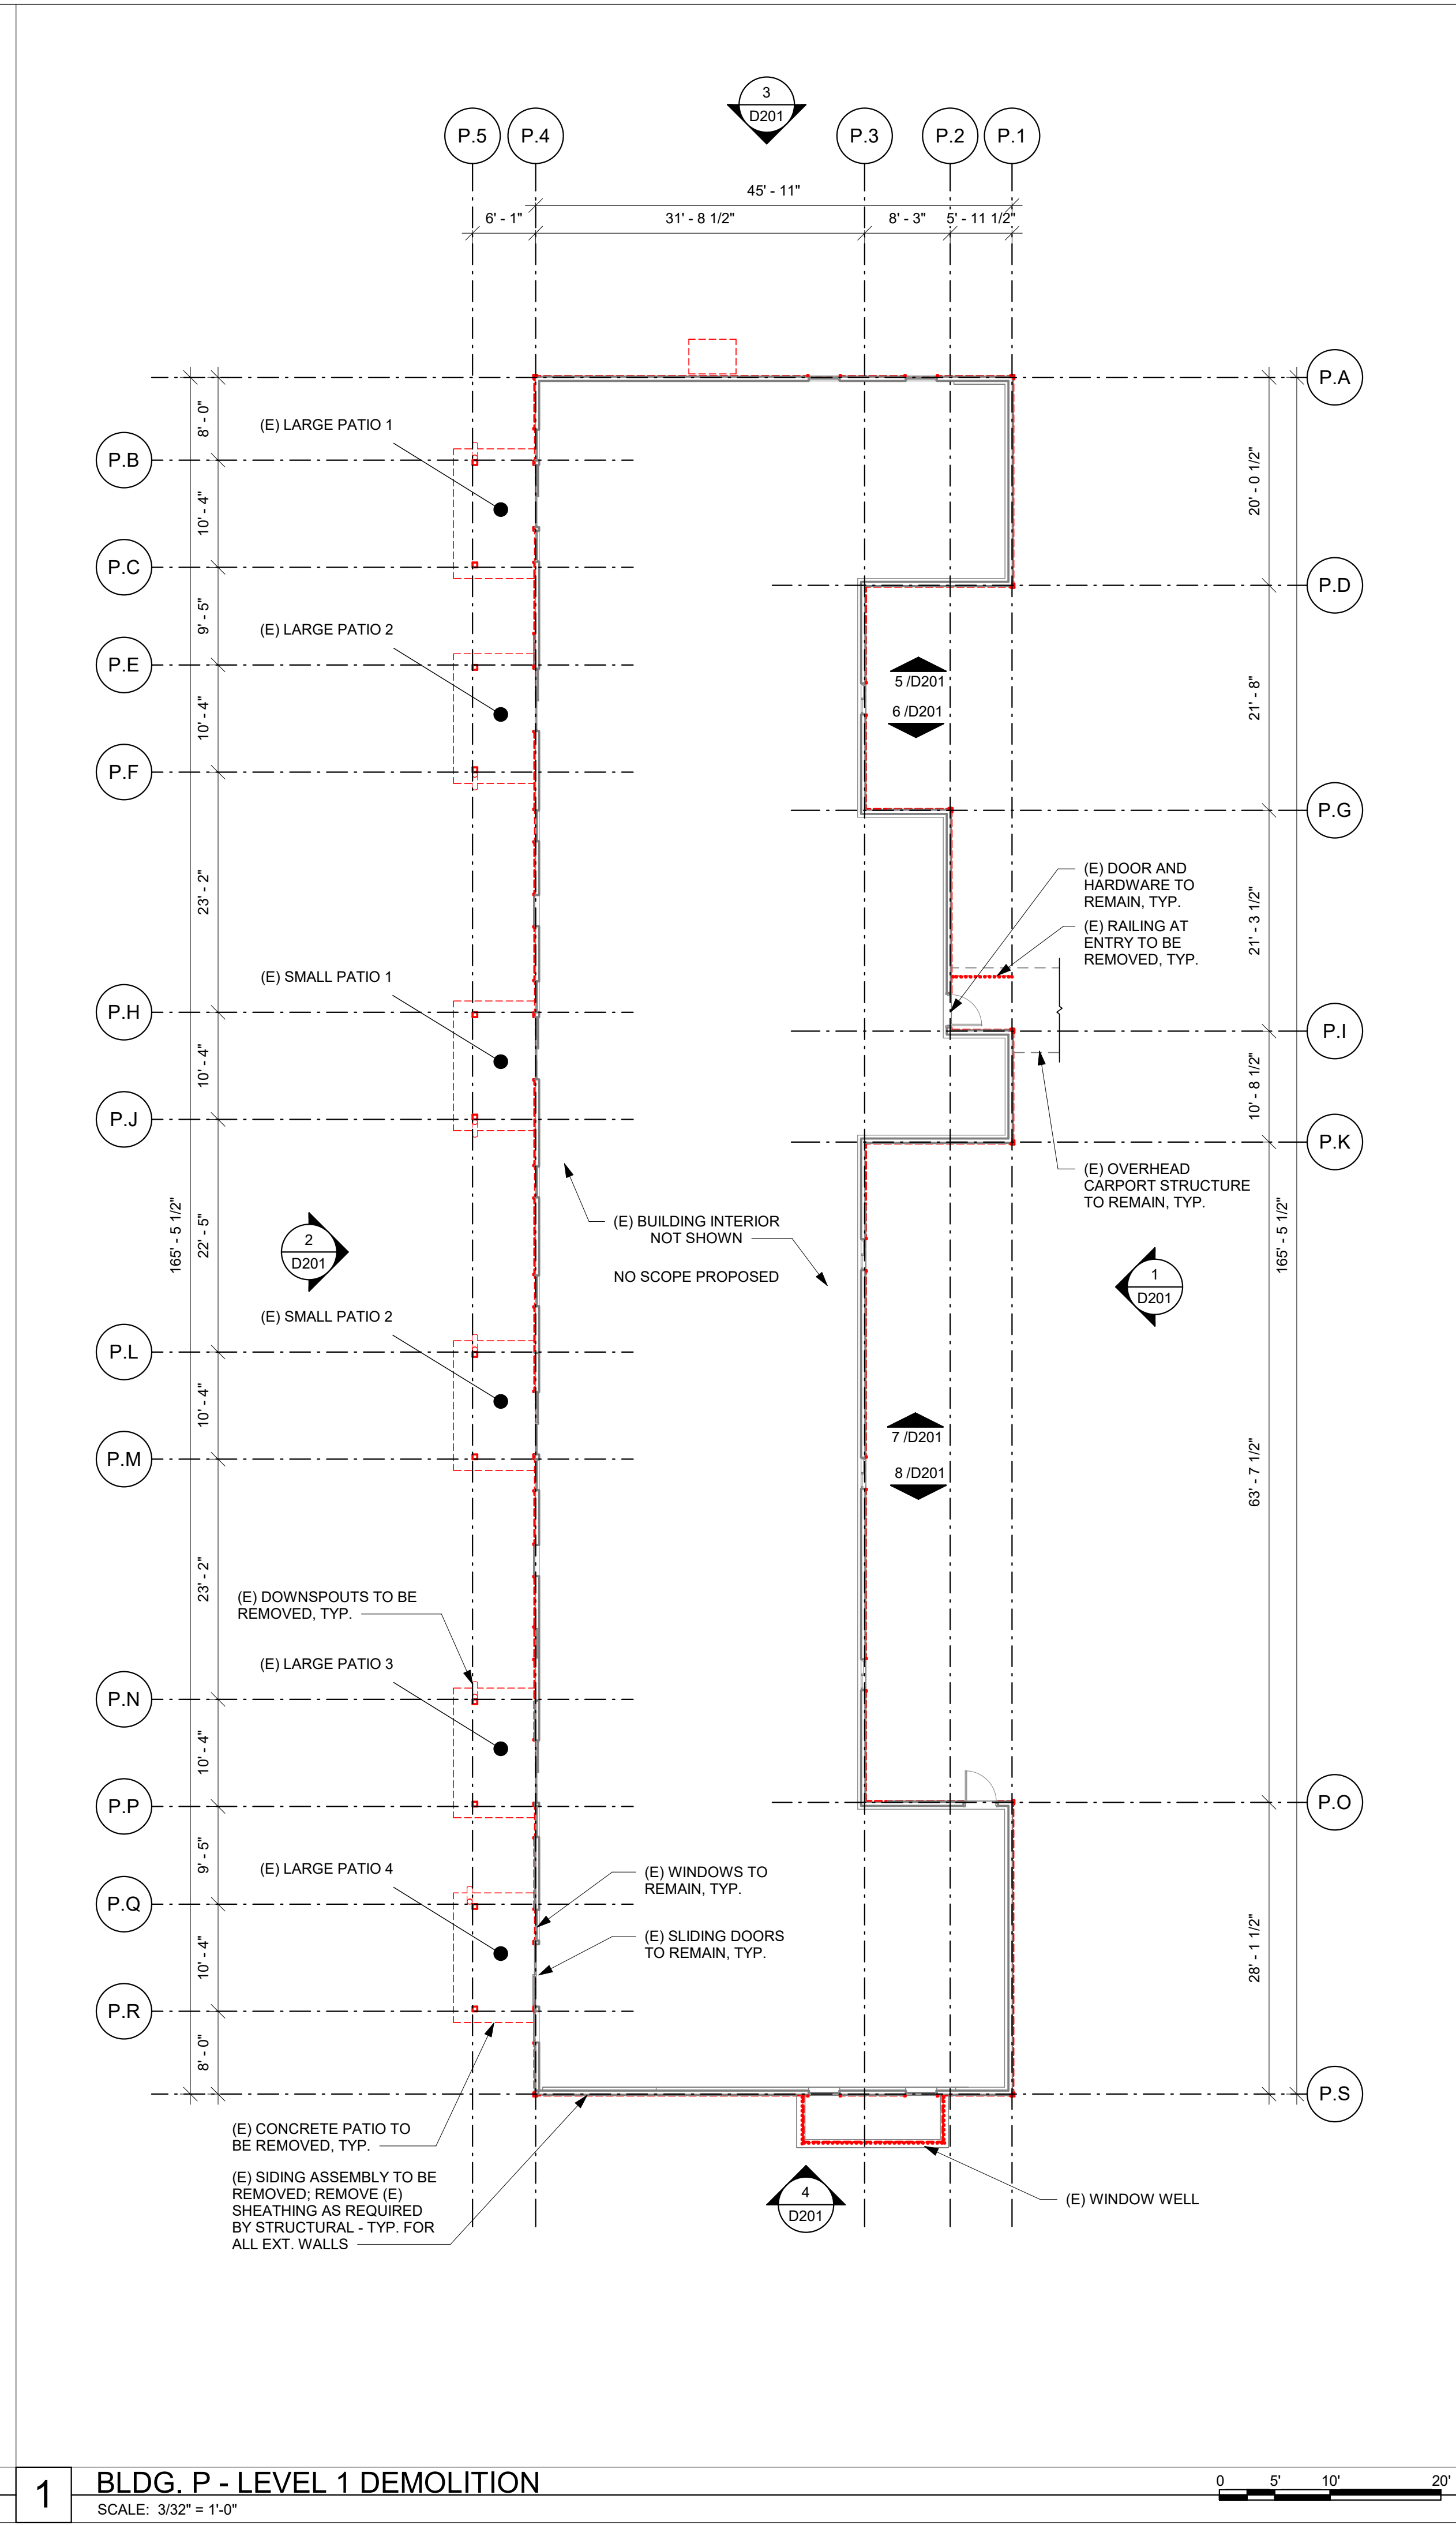 3
D201
P.5
P.4
P.3
P.2
P.1
45' - 11"
6' - 1"
31' - 8 1/2"
8' - 3"
5' - 11 1/2"
P.A
P.B
P.C
P.D
P.E
P.F
P.G
P.H
P.I
P.J
P.K
P.L
P.M
P.N
P.O
P.P
P.Q
P.R
P.S
8' - 0"
10' - 4"
9' - 5"
10' - 4"
23' - 2"
10' - 4"
22' - 5"
10' - 4"
23' - 2"
10' - 4"
9' - 5"
10' - 4"
8' - 0"
165' - 5 1/2"
20' - 0 1/2"
21' - 8"
21' - 3 1/2"
10' - 8 1/2"
63' - 7 1/2"
28' - 1 1/2"
165' - 5 1/2"
(E) LARGE PATIO 1
(E) LARGE PATIO 2
5 /D201
6 /D201
(E) DOOR AND
HARDWARE TO
REMAIN, TYP.
(E) RAILING AT
ENTRY TO BE
REMOVED, TYP.
(E) SMALL PATIO 1
(E) OVERHEAD
CARPORT STRUCTURE
TO REMAIN, TYP.
(E) BUILDING INTERIOR
NOT SHOWN
NO SCOPE PROPOSED
2
D201
1
D201
(E) SMALL PATIO 2
7 /D201
8 /D201
(E) DOWNSPOUTS TO BE
REMOVED, TYP.
(E) LARGE PATIO 3
(E) LARGE PATIO 4
(E) WINDOWS TO
REMAIN, TYP.
(E) SLIDING DOORS
TO REMAIN, TYP.
(E) CONCRETE PATIO TO
BE REMOVED, TYP.
(E) SIDING ASSEMBLY TO BE
REMOVED; REMOVE (E)
SHEATHING AS REQUIRED
BY STRUCTURAL - TYP. FOR
ALL EXT. WALLS
4
D201
(E) WINDOW WELL
1
BLDG. P - LEVEL 1 DEMOLITION
SCALE: 3/32" = 1'-0"
0 5' 10' 20'